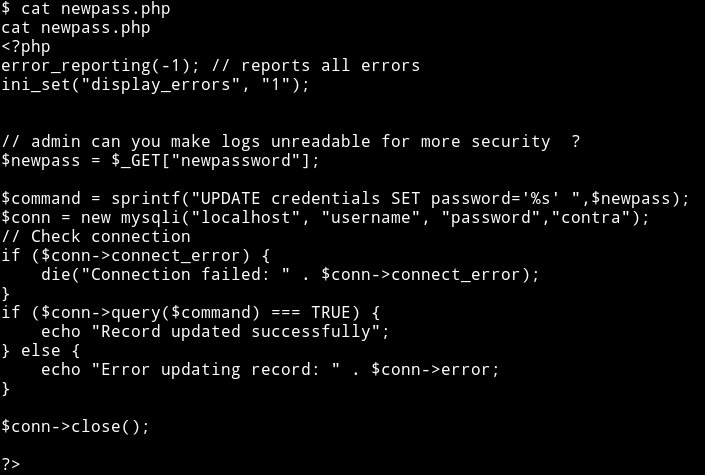 $ cat newpass.php
cat newpass.php
<?php
error_reporting(-1); // reports all errors
ini_set("display_errors", "1");
// admin can you make logs unreadable for more security  ?
$newpass = $_GET["newpassword"];
$command = sprintf("UPDATE credentials SET password='%s' ",$newpass);
$conn = new mysqli("localhost", "username", "password","contra");
// Check connection
if ($conn->connect_error) {
    die("Connection failed: " . $conn->connect_error);
}
if ($conn->query($command) === TRUE) {
    echo "Record updated successfully";
} else {
    echo "Error updating record: " . $conn->error;
}
$conn->close();
?>